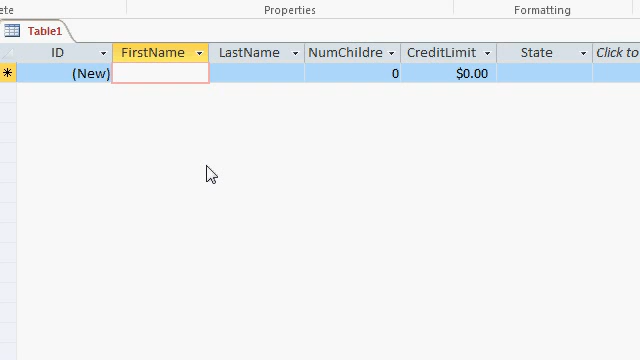 ete Properties Formatting
Table1
ID FirstName LastName NumChildre CreditLimit State Click to
(New) 0 $0.00